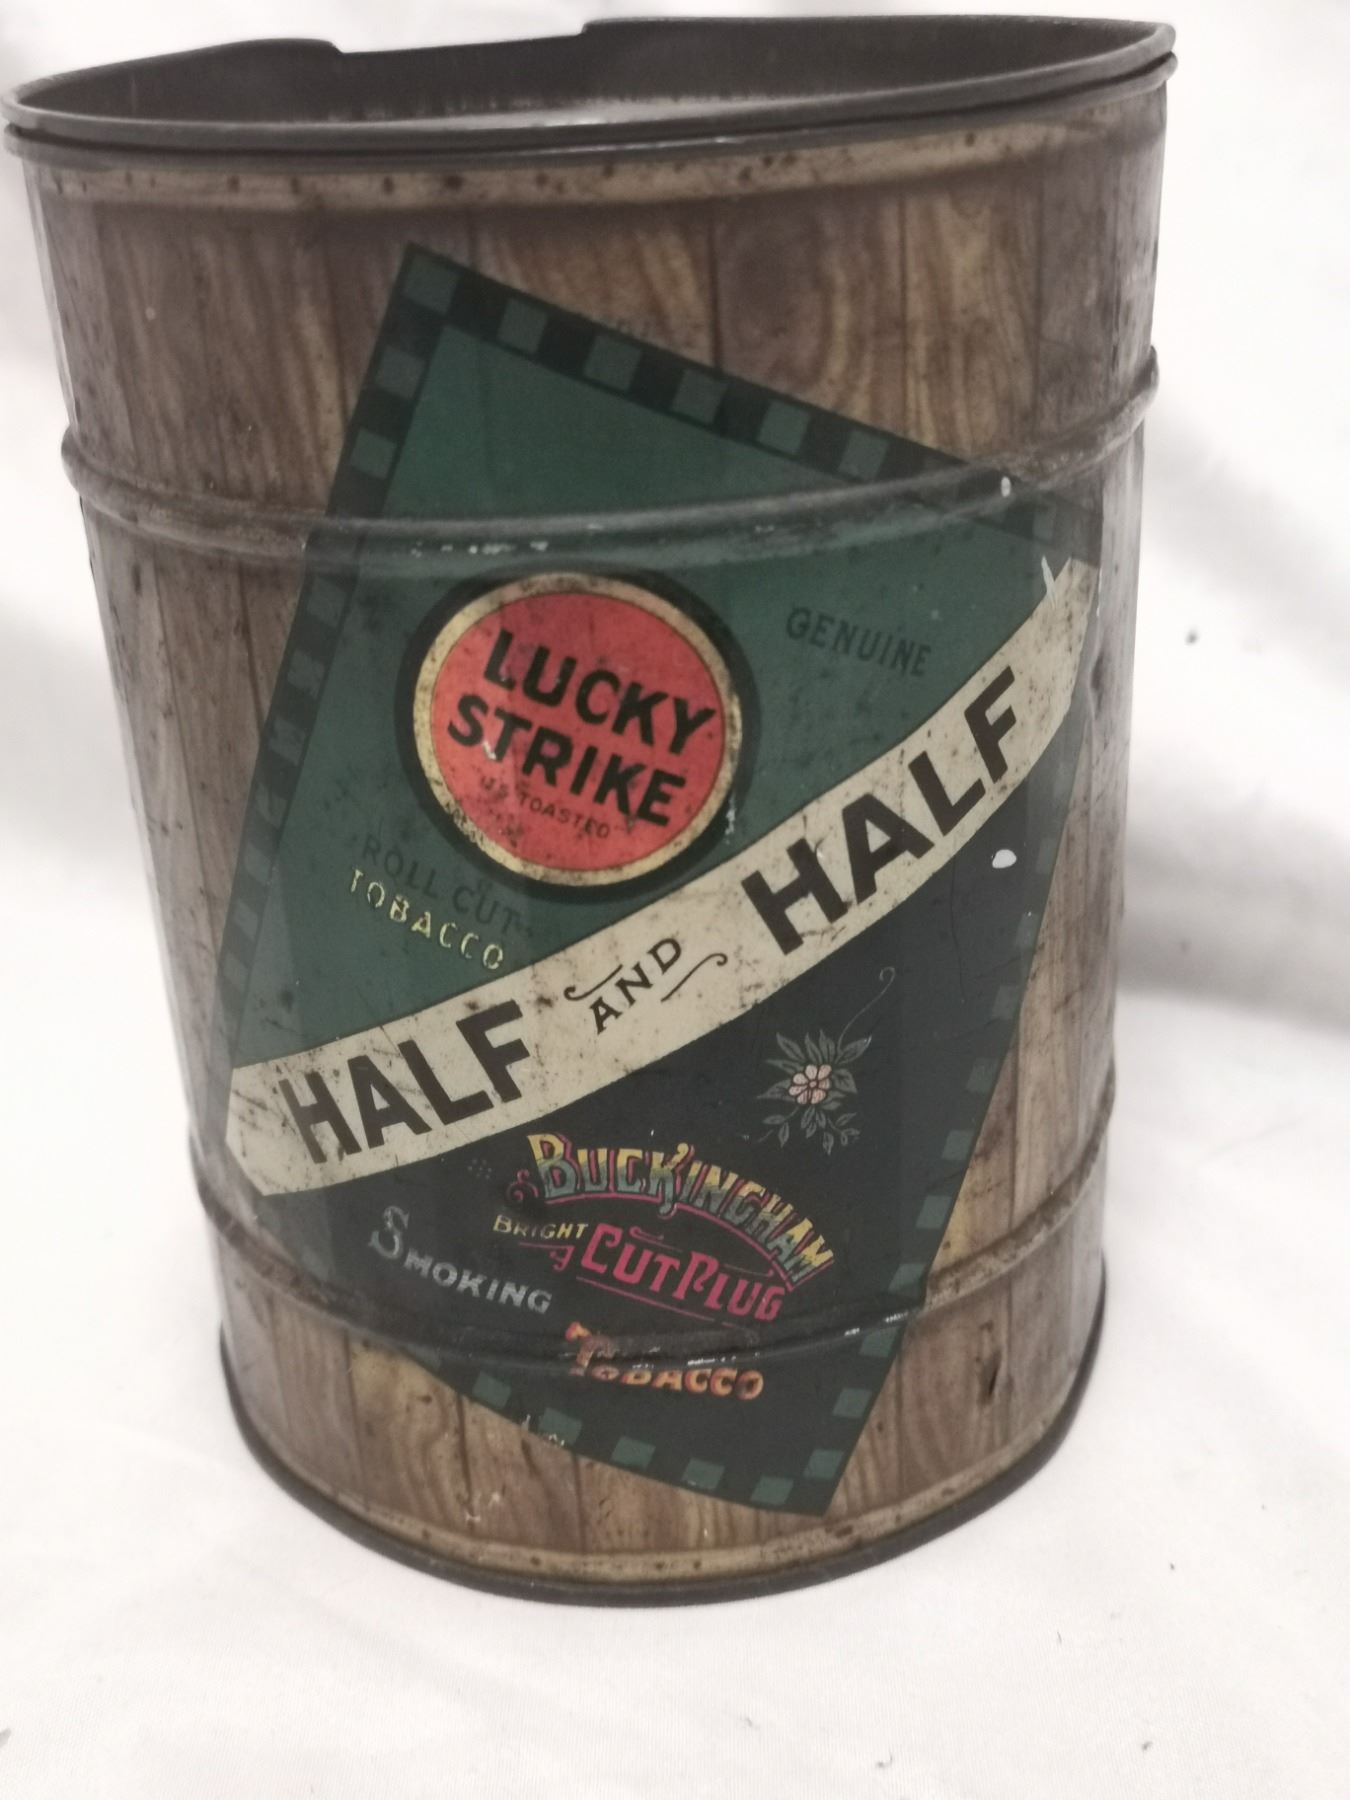 LUCKY
STRIKE
IT'S TOASTED
GENUINE
ROLL CUT
TOBACCO
HALF AND HALF
BUCKINGHAM
BRIGHT CUT PLUG
SMOKING
TOBACCO